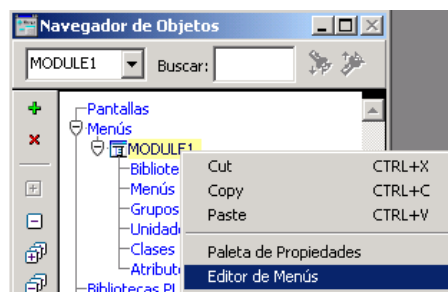 Navegador de Objetos
MODULE1 Buscar:
Pantallas
Menús
MODULE1
Bibliote
Cut CTRL+X
Menús
Copy CTRL+C
Grupos
Paste CTRL+V
Unidad
Clases
Paleta de Propiedades
Atribut
Editor de Menús
Bibliotecas PL